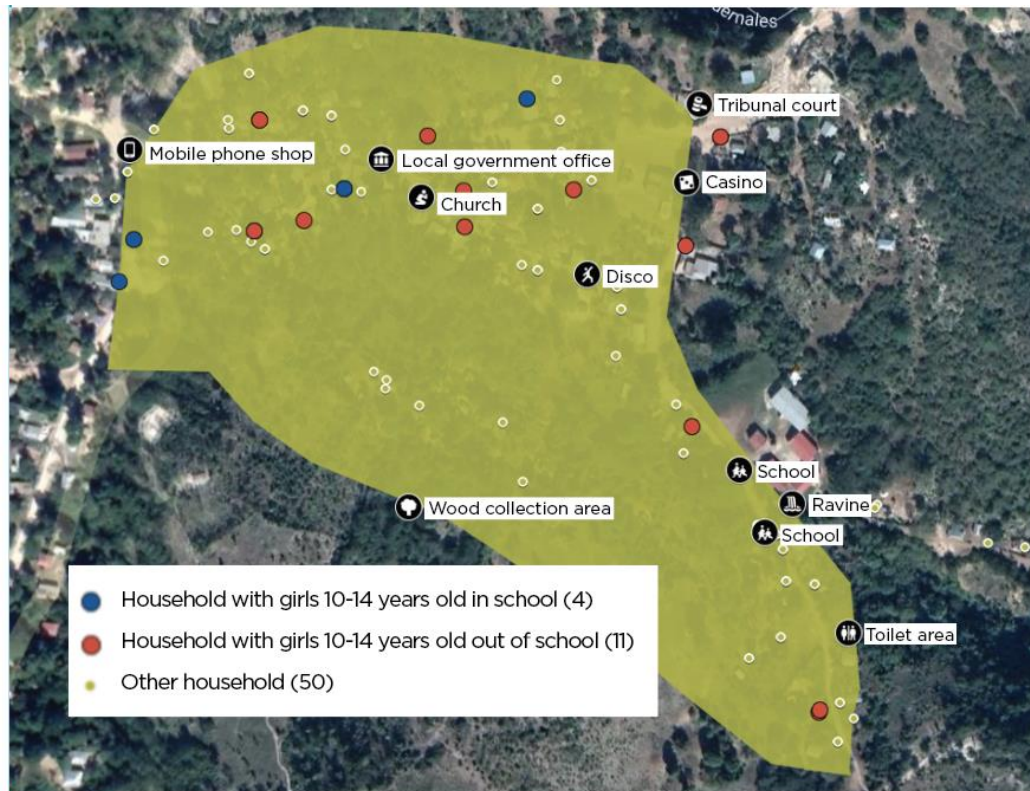 Tribunal court
Mobile phone shop
Local government office
Casino
Church
Disco
School
Ravine
Wood collection area
School
Household with girls 10-14 years old in school (4)
Household with girls 10-14 years old out of school (11)
Other household (50)
Toilet area